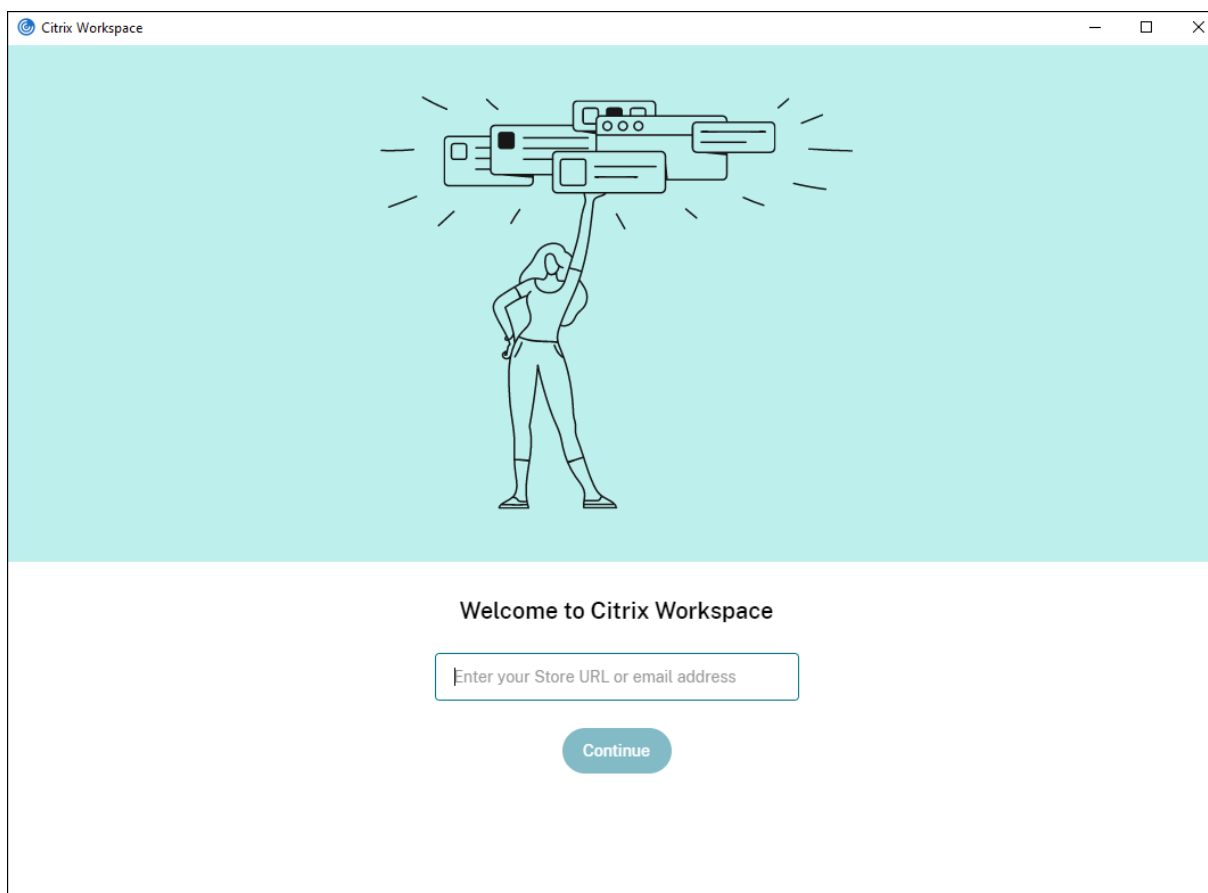 Citrix Workspace
Welcome to Citrix Workspace
Enter your Store URL or email address
Continue